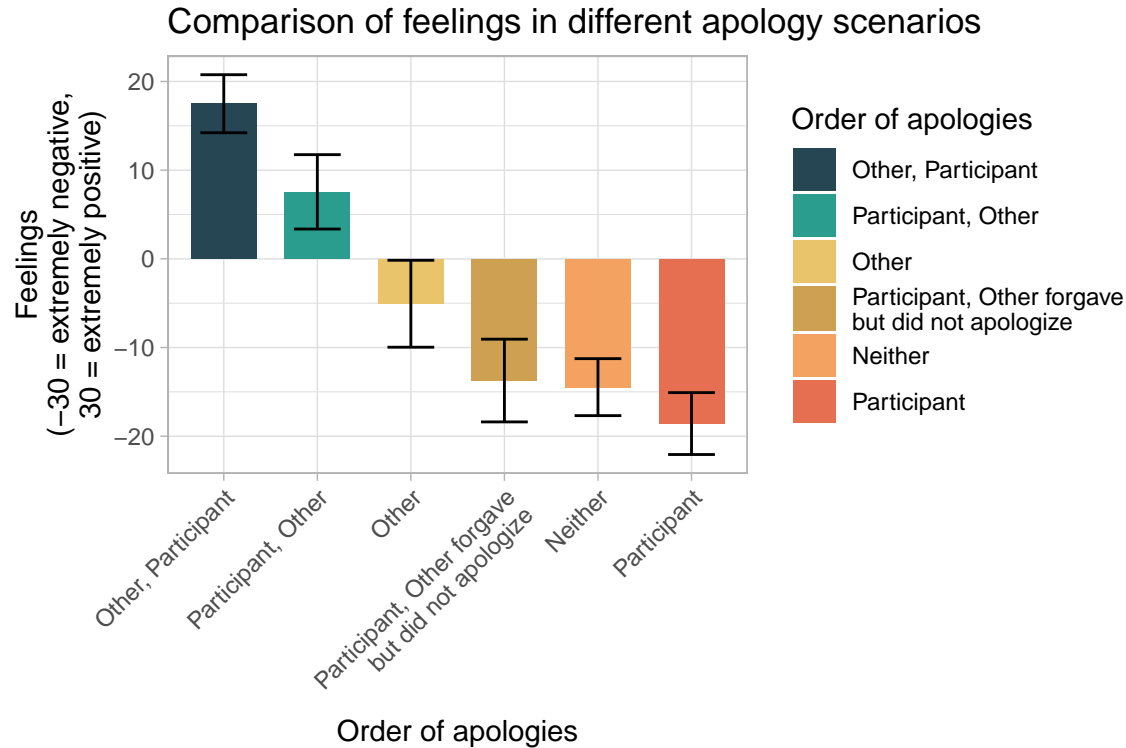 Comparison of feelings in different apology scenarios
Feelings
(−30 = extremely negative,
30 = extremely positive)
20
10
0
−10
−20
Other, Participant
Participant, Other
Other
Participant, Other forgave
but did not apologize
Neither
Participant
Order of apologies
Order of apologies
Other, Participant
Participant, Other
Other
Participant, Other forgave
but did not apologize
Neither
Participant